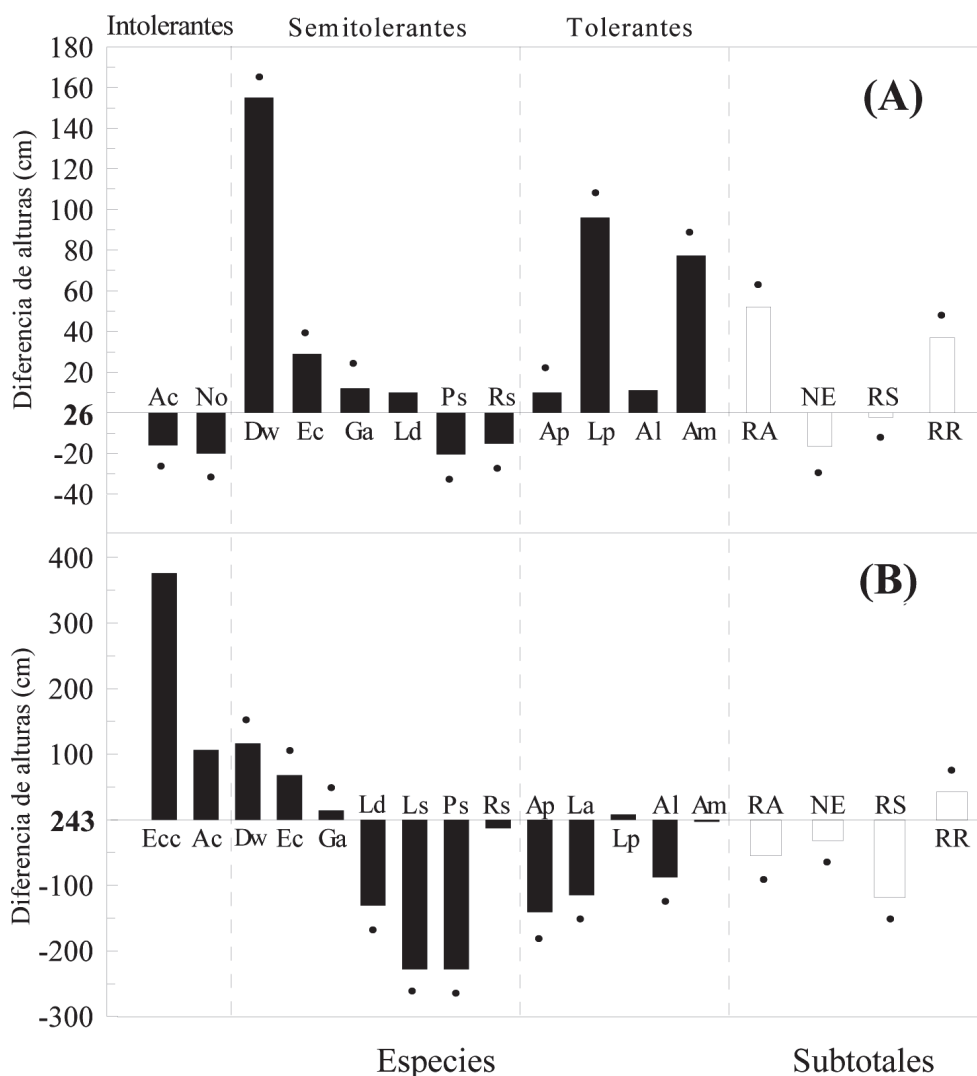 Intolerantes Semitolerantes Tolerantes
180
160
140
120
100
80
60
40
20
26
-20
-40
Diferencia de alturas (cm)
(A)
Ac No Ps Rs NE RS
Dw Ec Ga Ld Ap Lp Al Am RA RR
400
300
200
100
243
-100
-200
-300
Diferencia de alturas (cm)
(B)
Ld Ls Ps Rs Ap La Al Am RA NE RS
Ecc Ac Dw Ec Ga Lp RR
Especies Subtotales